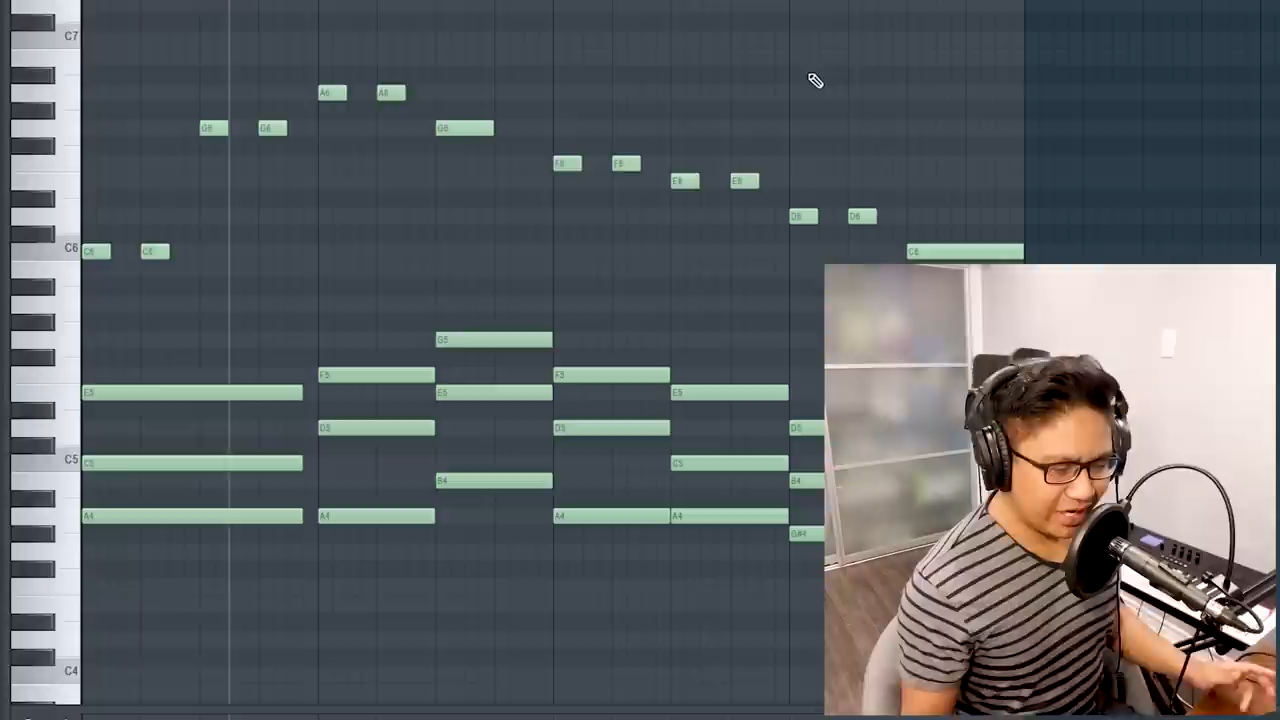 C7
A6 A6
G6 G6 G6
F6 F6
E6 E6
D6 D6
C6 C6 C6 C6
G5
F5 F5
E5 E5 E5
D5 D5 D5
C5 C5 C5
B4 B4
A4 A4 A4 A4
G#4
C4